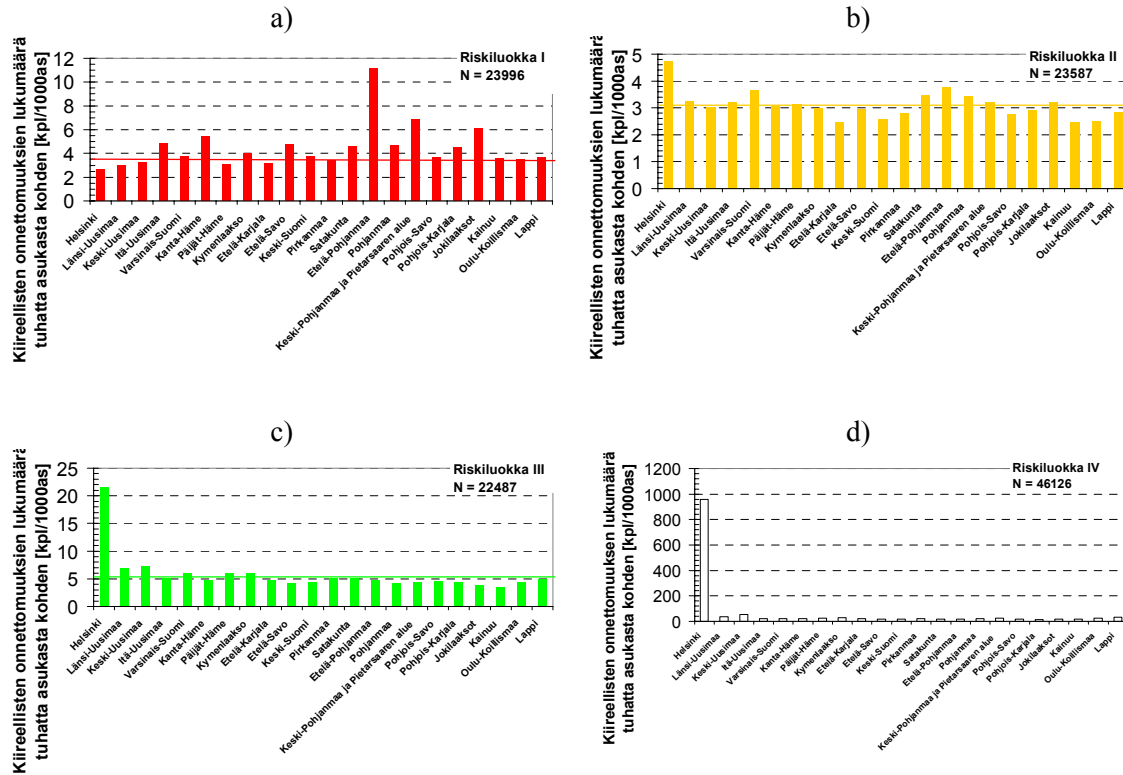 a)
Kiireellisten onnettomuuksien lukumäärä
tuhatta asukasta kohden [kpl/1000as]
12
10
8
6
4
2
0
Riskiluokka I
N = 23996
Helsinki
Länsi-Uusimaa
Keski-Uusimaa
Itä-Uusimaa
Varsinais-Suomi
Kanta-Häme
Päijät-Häme
Kymenlaakso
Etelä-Karjala
Etelä-Savo
Keski-Suomi
Pirkanmaa
Satakunta
Etelä-Pohjanmaa
Pohjanmaa
Keski-Pohjanmaa ja Pietarsaaren alue
Pohjois-Savo
Pohjois-Karjala
Jokilaaksot
Kainuu
Oulu-Koillismaa
Lappi
b)
Kiireellisten onnettomuuksien lukumäärä
tuhatta asukasta kohden [kpl/1000as]
5
4
3
2
1
0
Riskiluokka II
N = 23587
Helsinki
Länsi-Uusimaa
Keski-Uusimaa
Itä-Uusimaa
Varsinais-Suomi
Kanta-Häme
Päijät-Häme
Kymenlaakso
Etelä-Karjala
Etelä-Savo
Keski-Suomi
Pirkanmaa
Satakunta
Etelä-Pohjanmaa
Pohjanmaa
Keski-Pohjanmaa ja Pietarsaaren alue
Pohjois-Savo
Pohjois-Karjala
Jokilaaksot
Kainuu
Oulu-Koillismaa
Lappi
c)
Kiireellisten onnettomuuksien lukumäärä
tuhatta asukasta kohden [kpl/1000as]
25
20
15
10
5
0
Riskiluokka III
N = 22487
Helsinki
Länsi-Uusimaa
Keski-Uusimaa
Itä-Uusimaa
Varsinais-Suomi
Kanta-Häme
Päijät-Häme
Kymenlaakso
Etelä-Karjala
Etelä-Savo
Keski-Suomi
Pirkanmaa
Satakunta
Etelä-Pohjanmaa
Pohjanmaa
Keski-Pohjanmaa ja Pietarsaaren alue
Pohjois-Savo
Pohjois-Karjala
Jokilaaksot
Kainuu
Oulu-Koillismaa
Lappi
d)
Kiireellisten onnettomuuksen lukumäärä
tuhatta asukasta kohden [kpl/1000as]
1200
1000
800
600
400
200
0
Riskiluokka IV
N = 46126
Helsinki
Länsi-Uusimaa
Keski-Uusimaa
Itä-Uusimaa
Varsinais-Suomi
Kanta-Häme
Päijät-Häme
Kymenlaakso
Etelä-Karjala
Etelä-Savo
Keski-Suomi
Pirkanmaa
Satakunta
Etelä-Pohjanmaa
Pohjanmaa
Keski-Pohjanmaa ja Pietarsaaren alue
Pohjois-Savo
Pohjois-Karjala
Jokilaaksot
Kainuu
Oulu-Koillismaa
Lappi